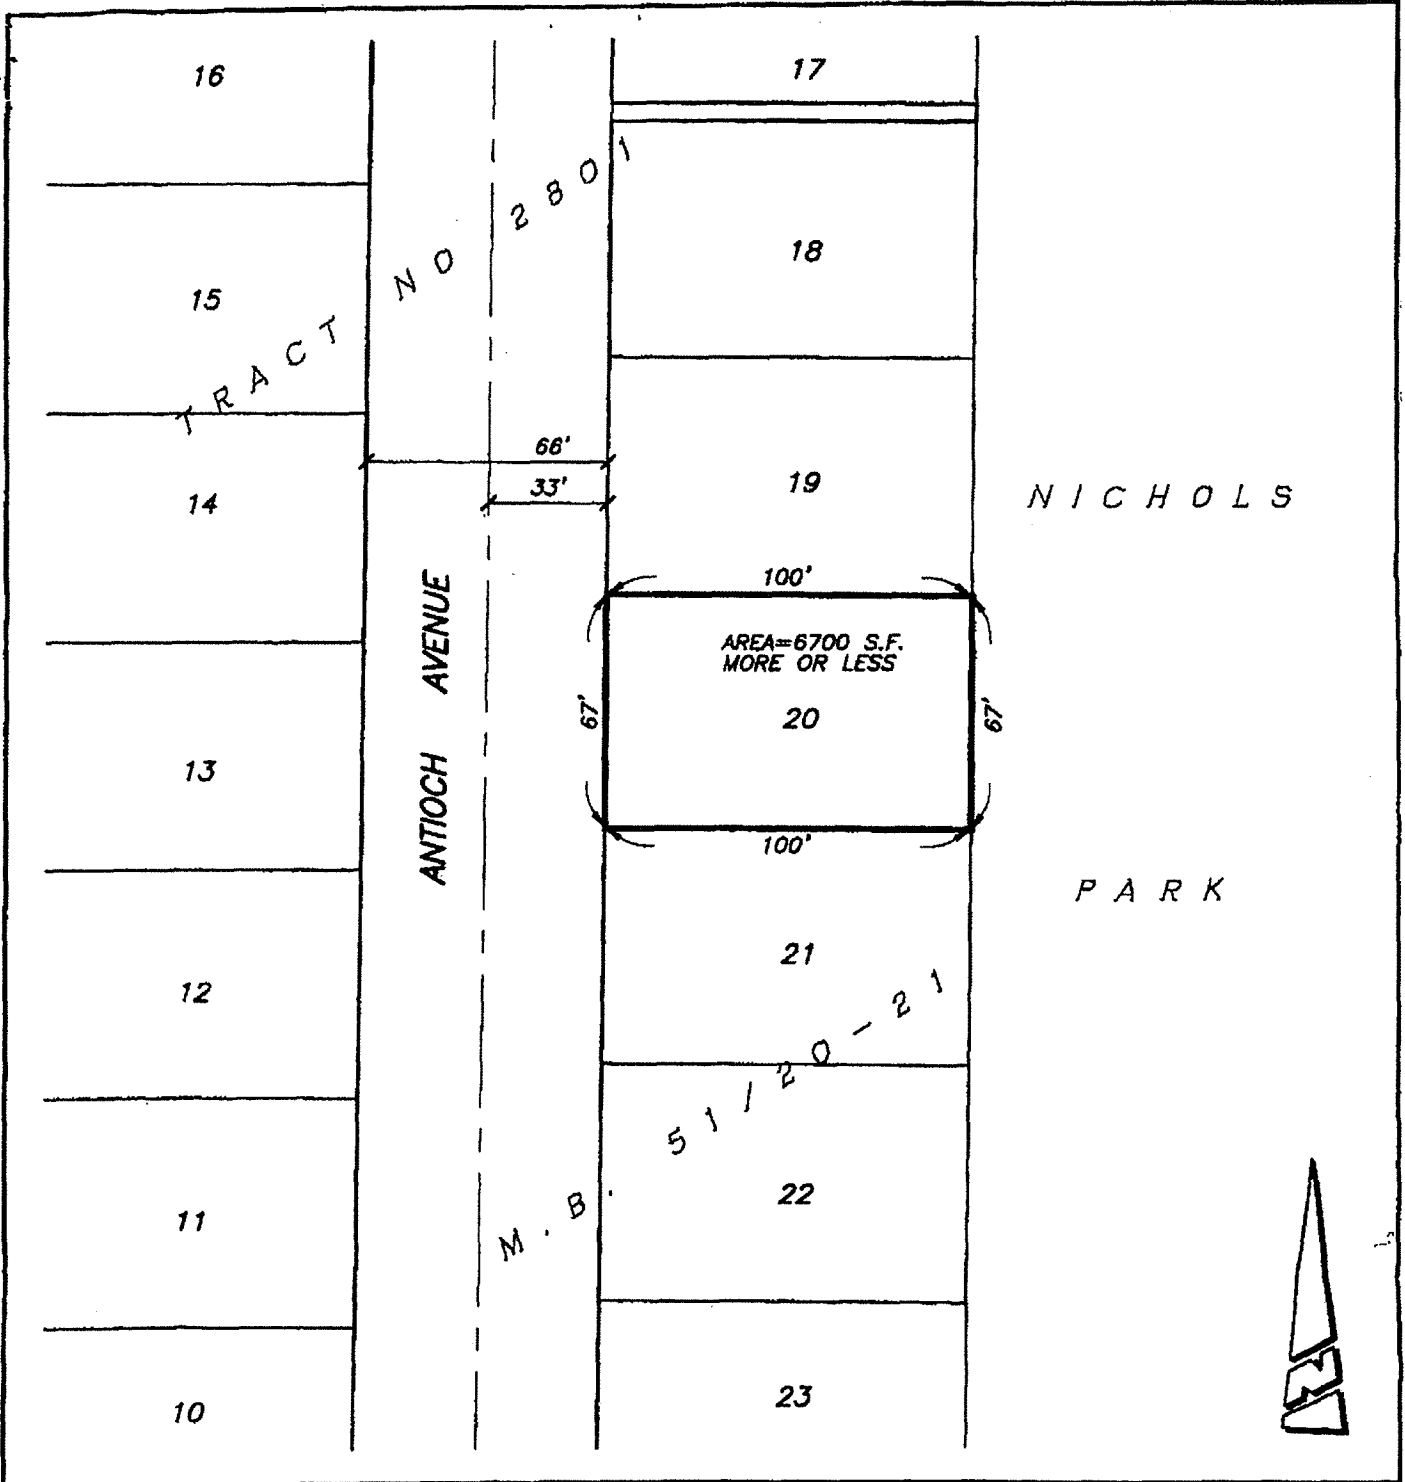 16
17
TRACT NO 2801
18
15
66'
33'
14
19
NICHOLS
100'
AREA=6700 S.F.
MORE OR LESS
20
67'
67'
100'
ANTIOCH AVENUE
13
PARK
21
12
M.B. 51/20-21
22
11
23
10
N